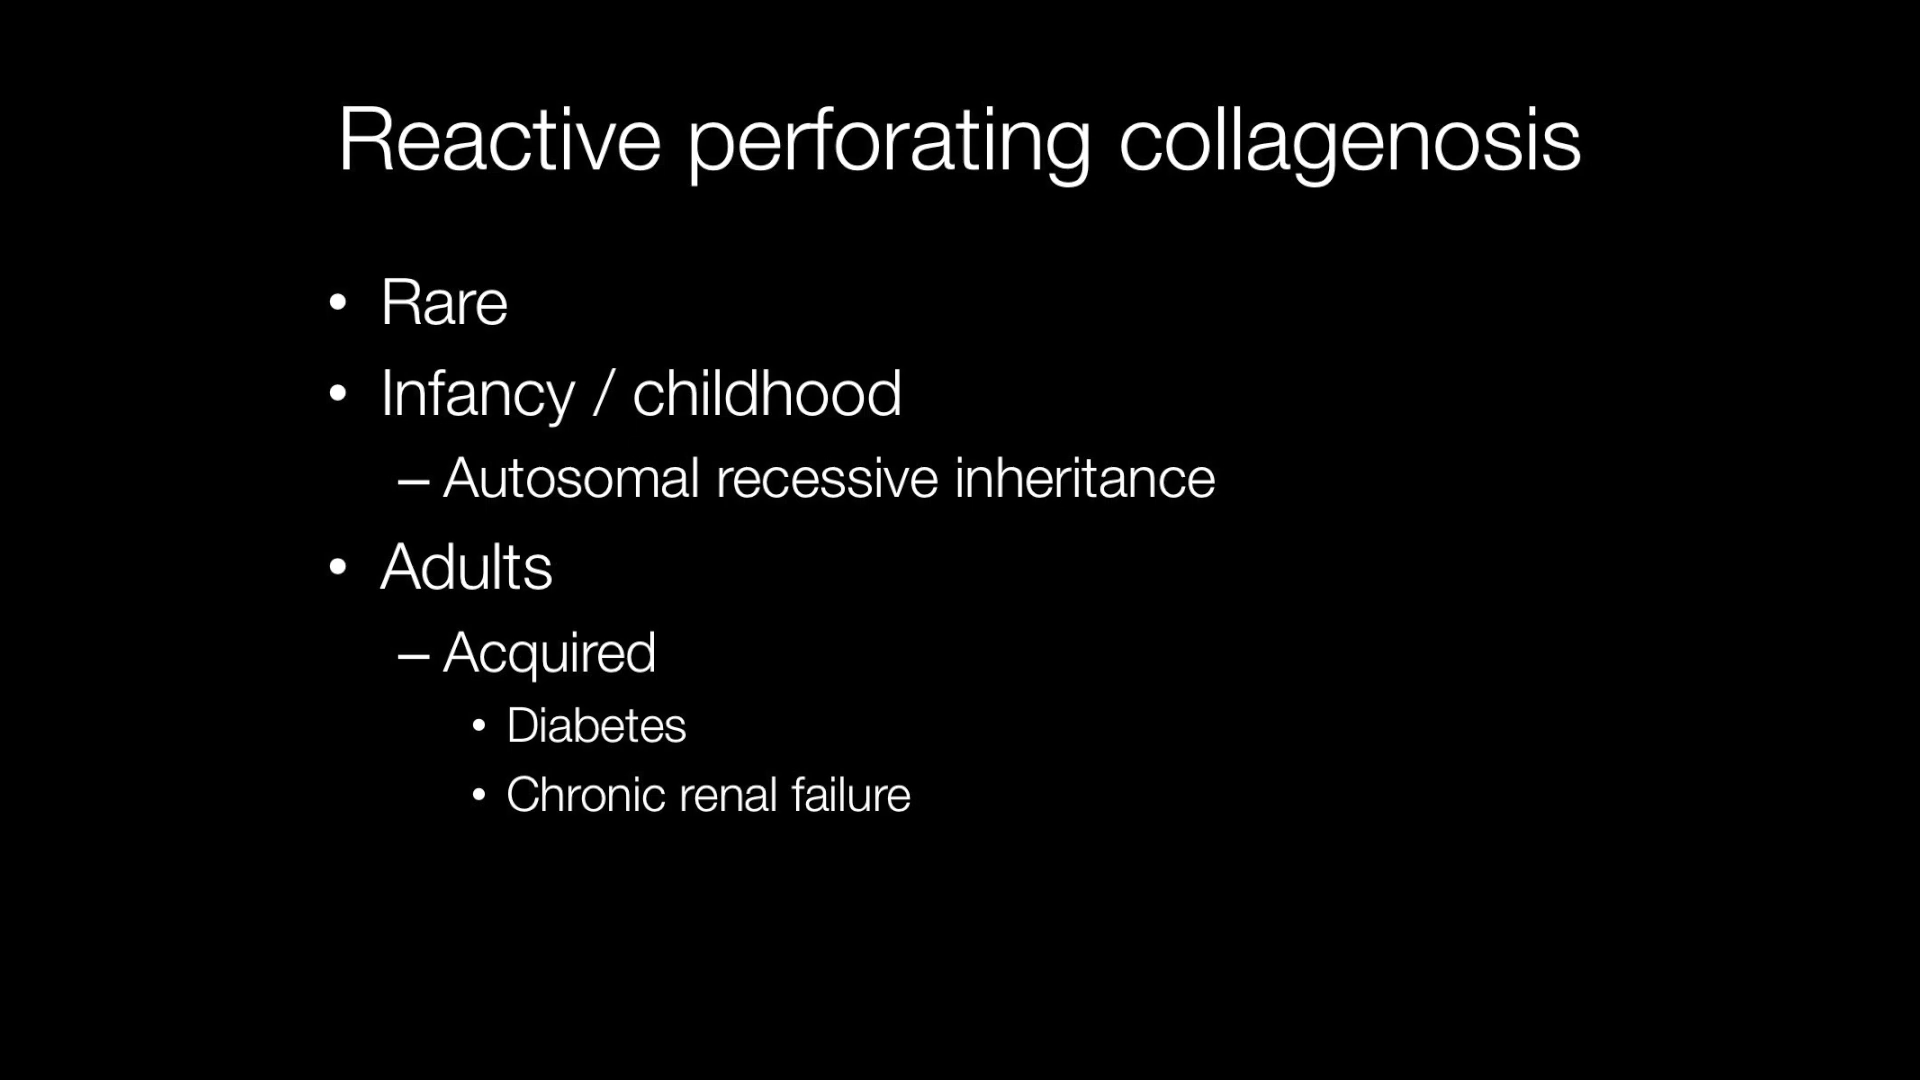 Reactive perforating collagenosis
• Rare
• Infancy / childhood
– Autosomal recessive inheritance
• Adults
– Acquired
• Diabetes
• Chronic renal failure